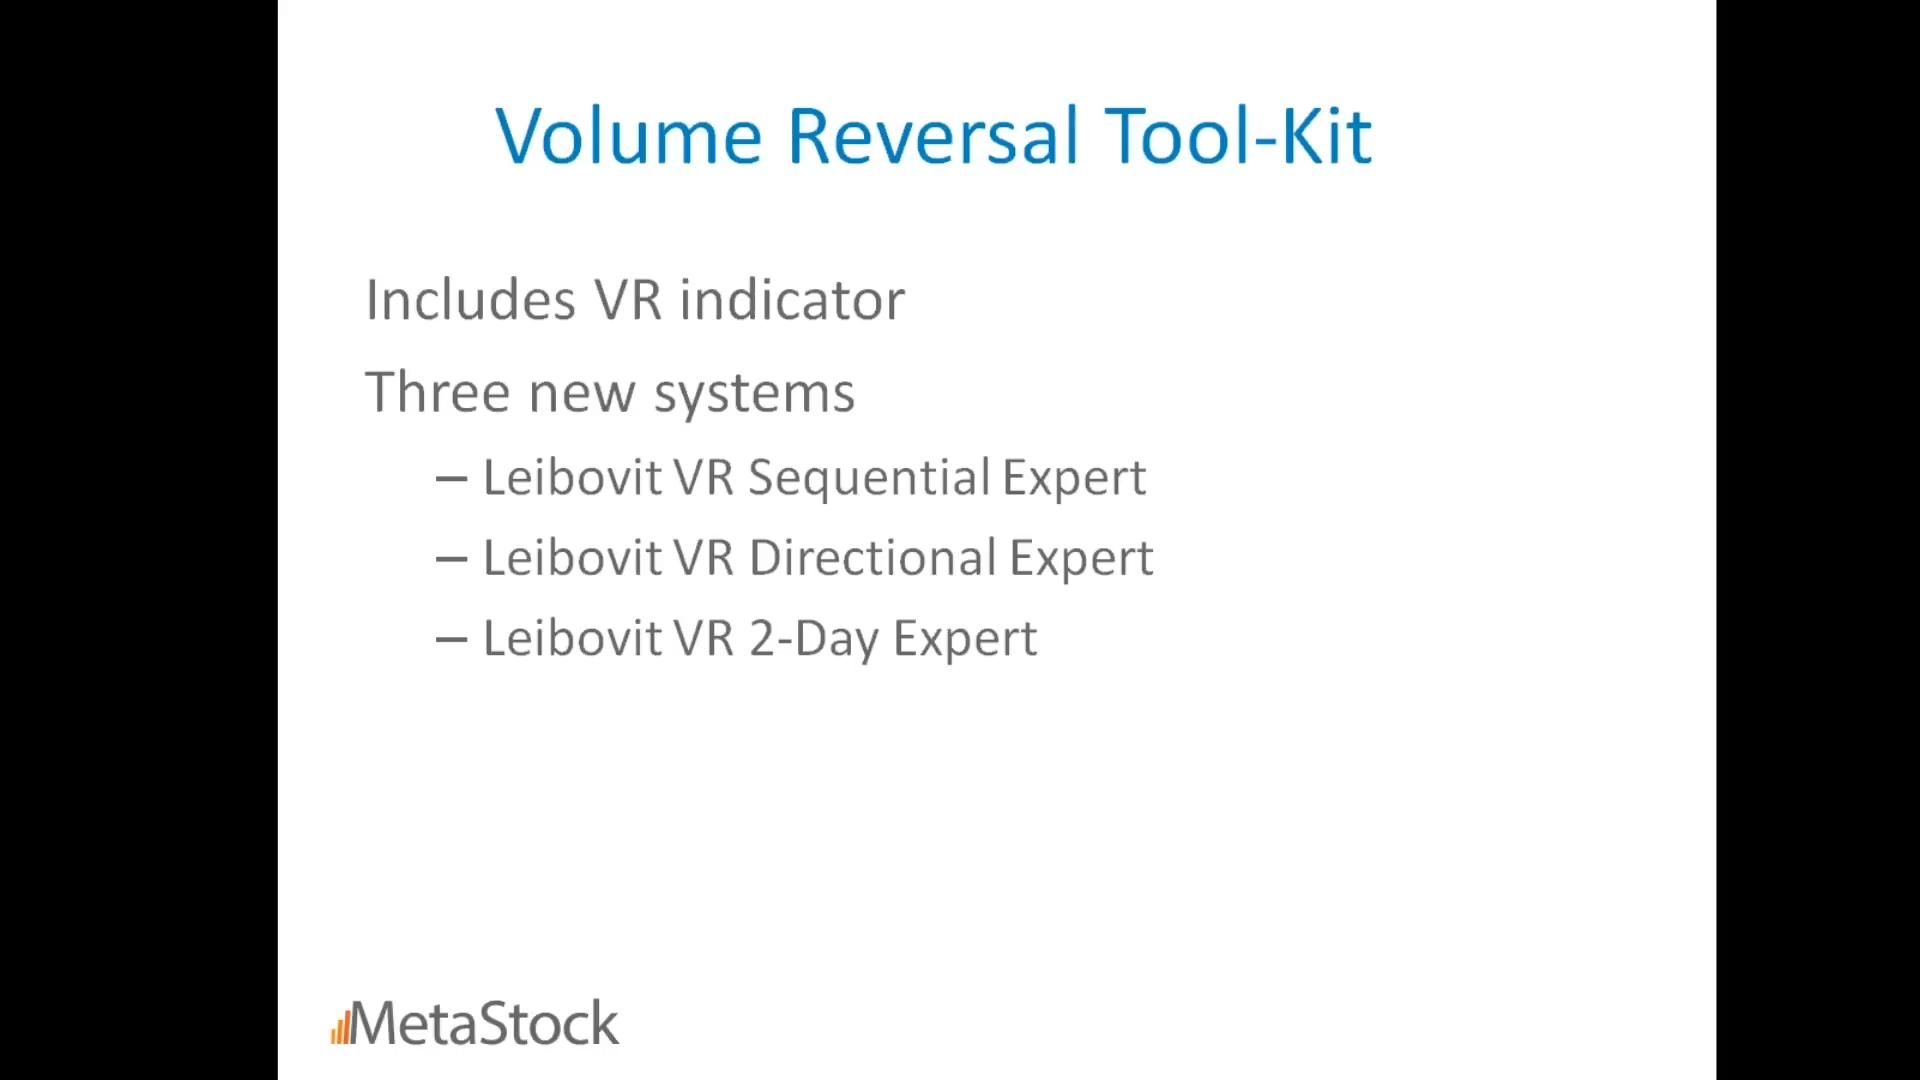 Volume Reversal Tool-Kit
Includes VR indicator
Three new systems
– Leibovit VR Sequential Expert
– Leibovit VR Directional Expert
– Leibovit VR 2-Day Expert
MetaStock